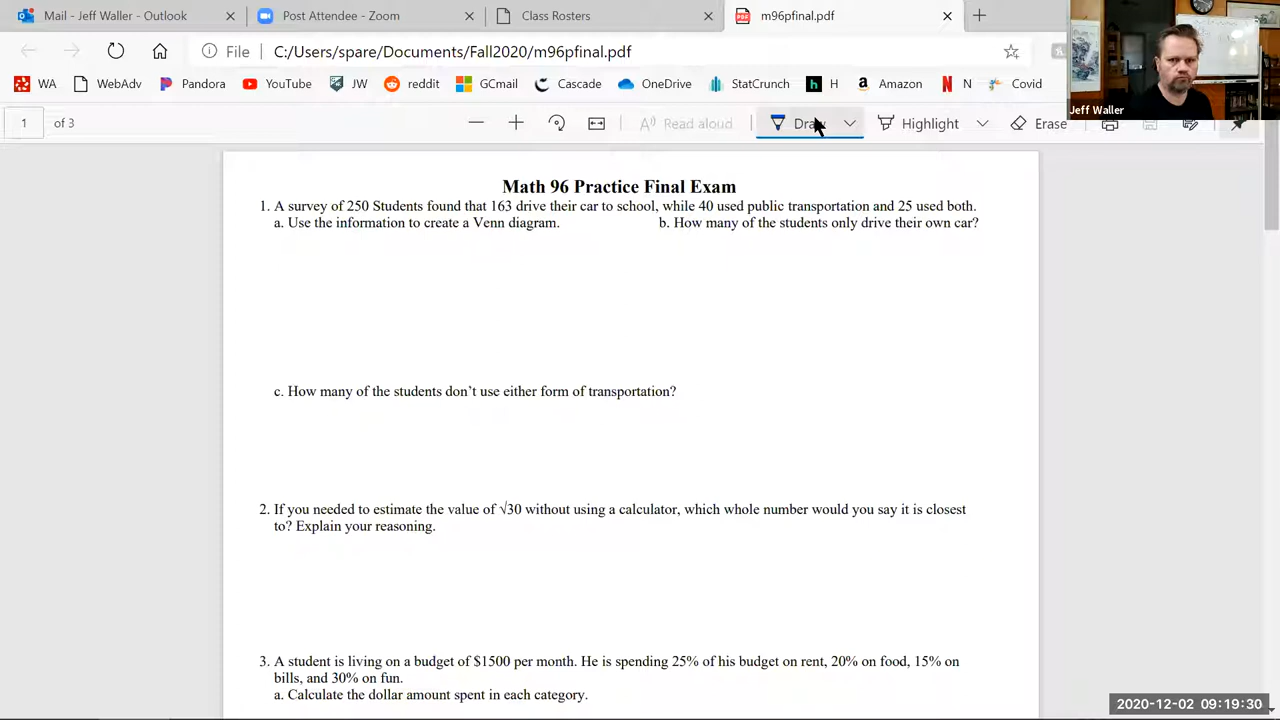 Mail - Jeff Waller - Outlook
Post Attendee - Zoom
Class Rosters
m96pfinal.pdf
File
C:/Users/spare/Documents/Fall2020/m96pfinal.pdf
WA
WebAdv
Pandora
YouTube
JW
reddit
CCmail
Cascade
OneDrive
StatCrunch
H
Amazon
N
Covid
Jeff Waller
1 of 3
Read aloud
Draw
Highlight
Erase
Math 96 Practice Final Exam
1. A survey of 250 Students found that 163 drive their car to school, while 40 used public transportation and 25 used both.
a. Use the information to create a Venn diagram.
b. How many of the students only drive their own car?
c. How many of the students don’t use either form of transportation?
2. If you needed to estimate the value of √30 without using a calculator, which whole number would you say it is closest
to? Explain your reasoning.
3. A student is living on a budget of $1500 per month. He is spending 25% of his budget on rent, 20% on food, 15% on
bills, and 30% on fun.
a. Calculate the dollar amount spent in each category.
2020-12-02 09:19:30